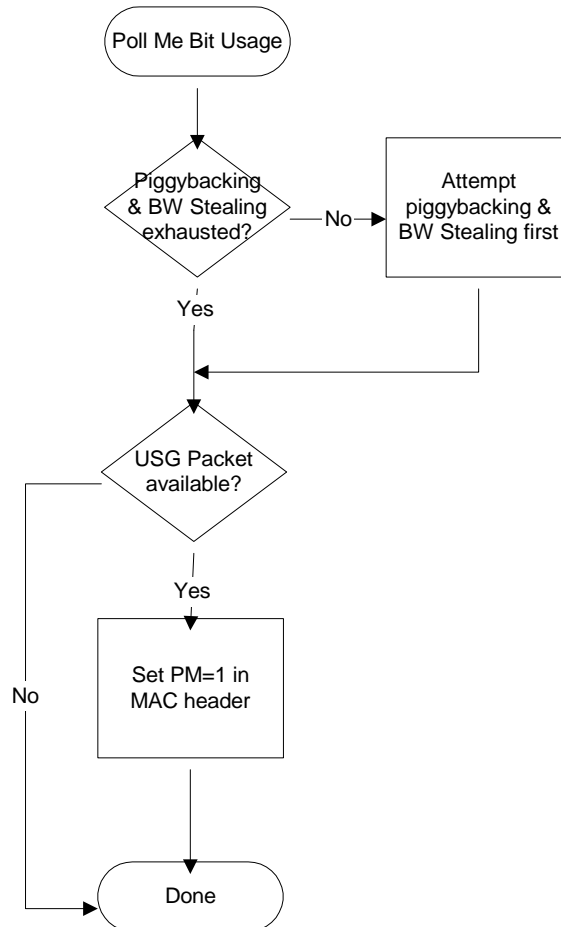 Poll Me Bit Usage
Piggybacking
& BW Stealing
exhausted?
No
Attempt
piggybacking &
BW Stealing first
Yes
USG Packet
available?
Yes
Set PM=1 in
MAC header
No
Done